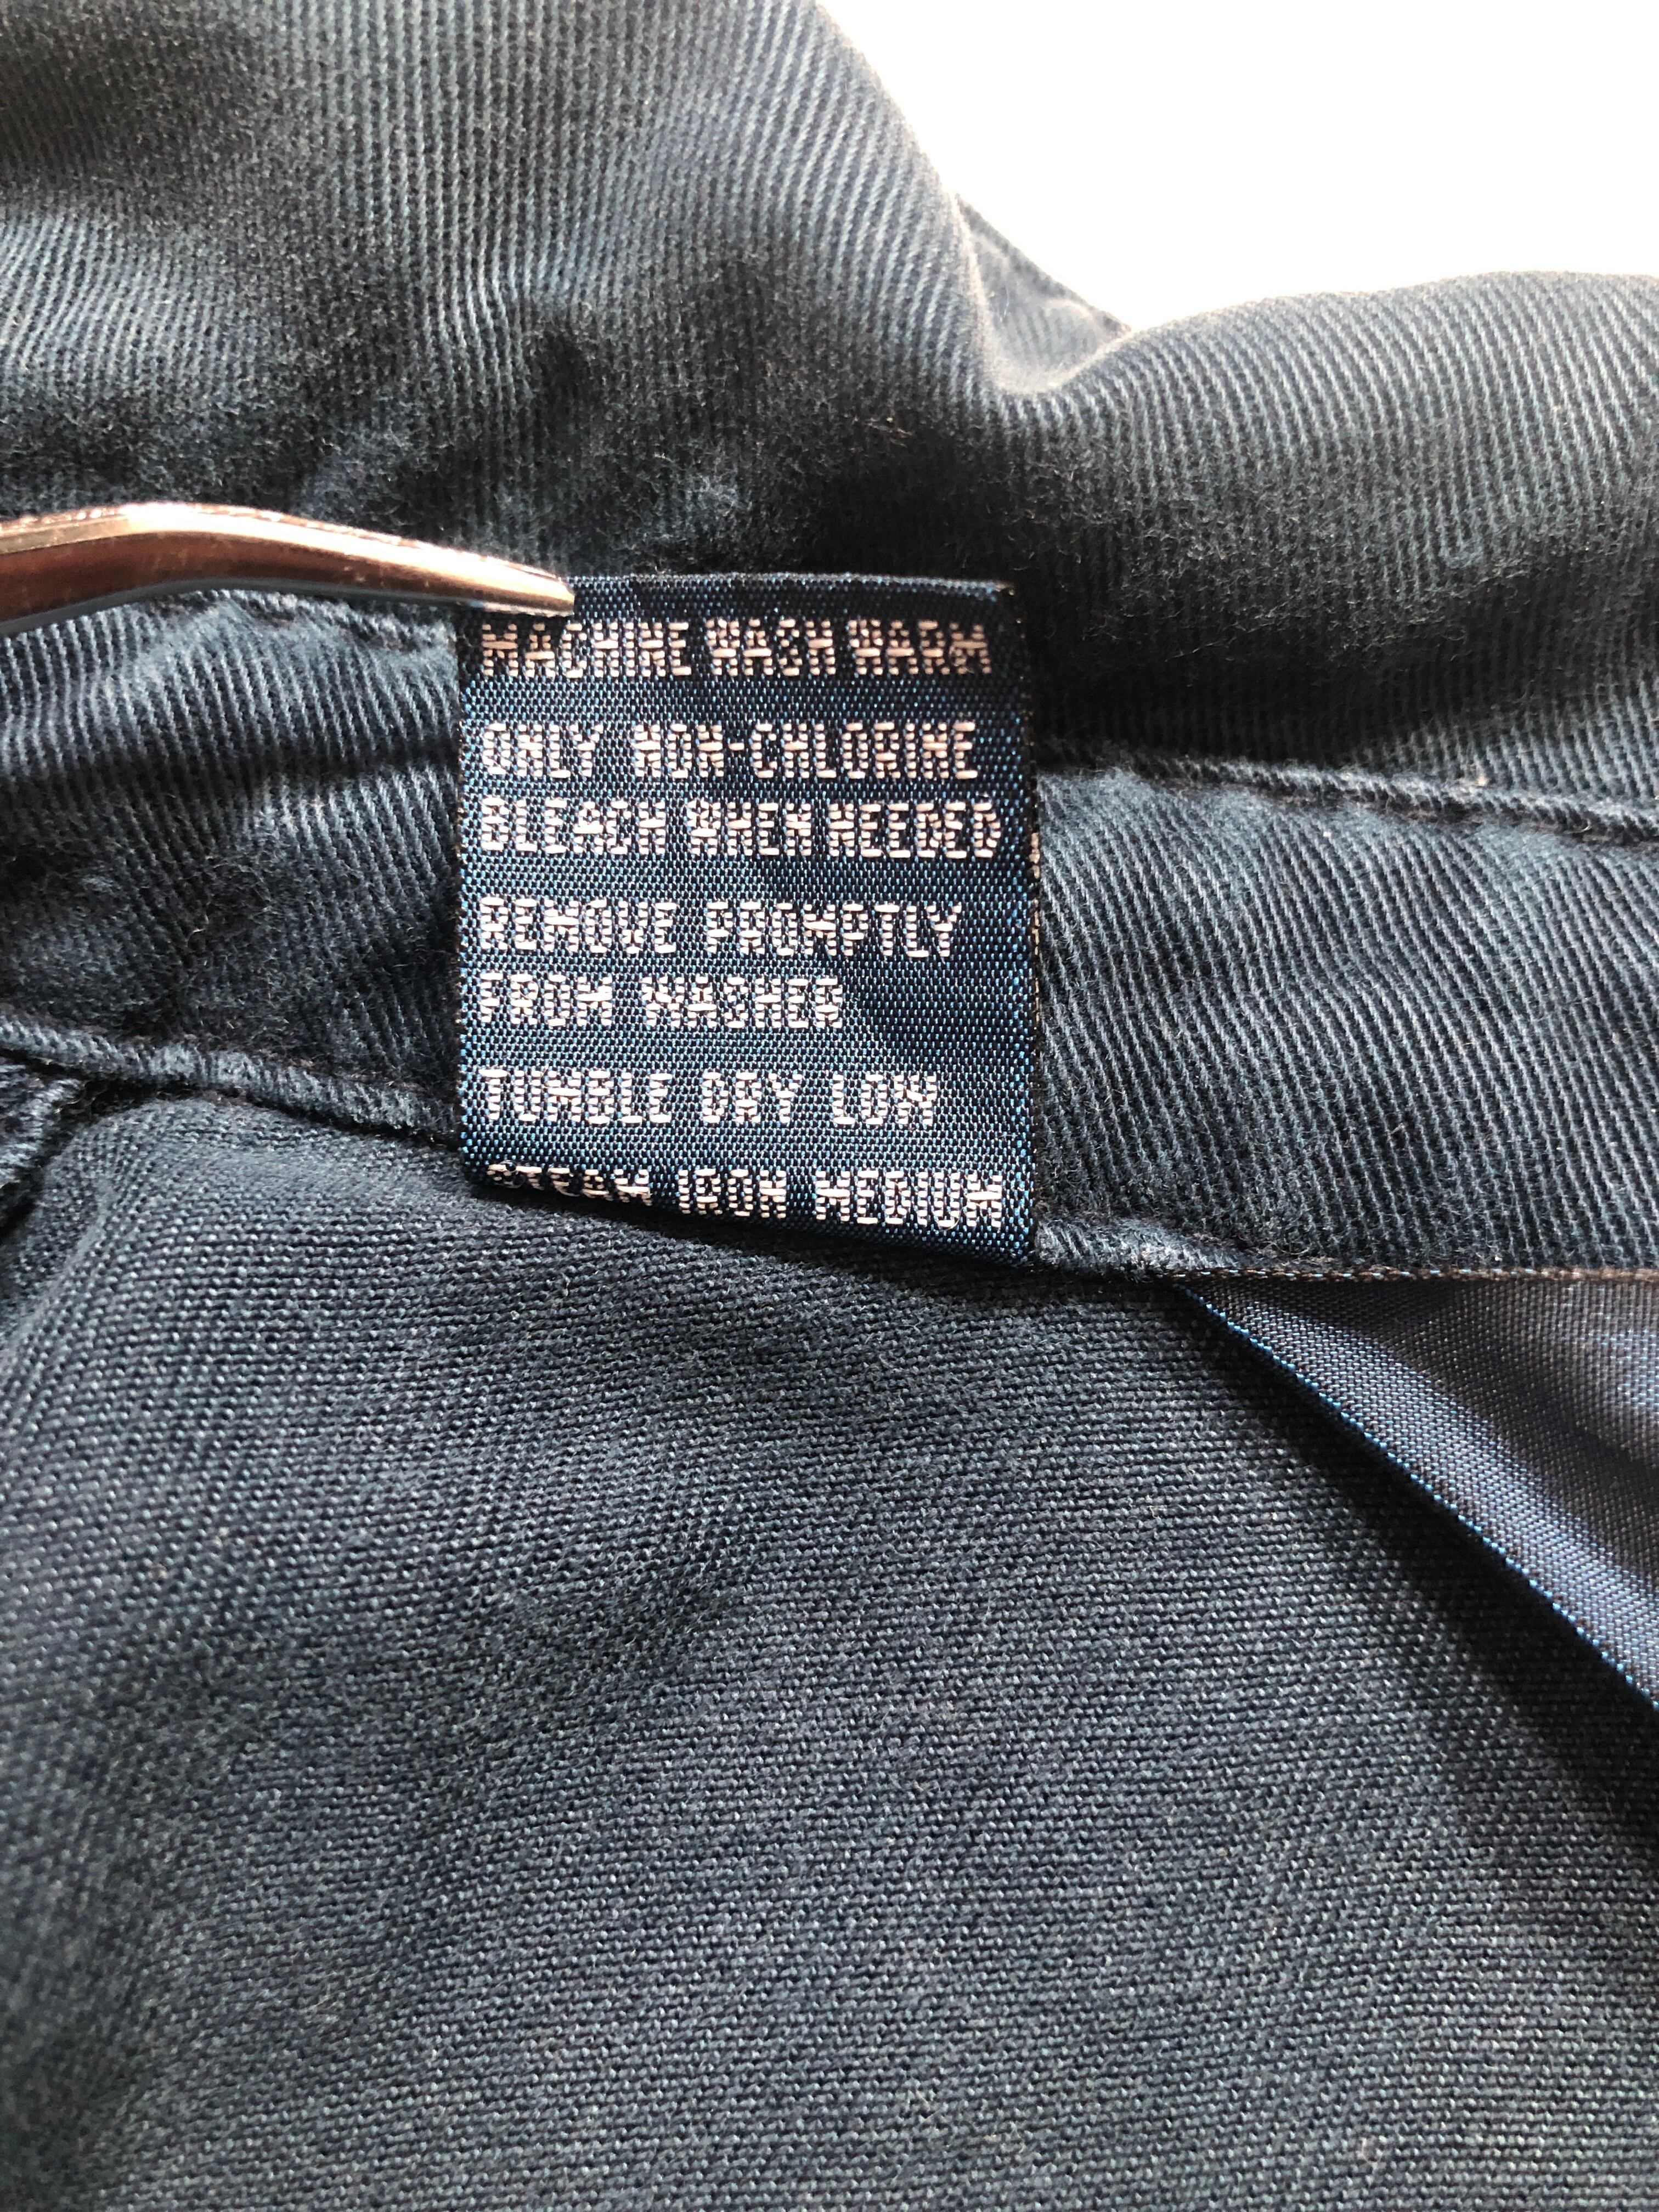 MACHINE WASH WARM
ONLY NON-CHLORINE
BLEACH WHEN NEEDED
REMOVE PROMPTLY
FROM WASHER
TUMBLE DRY LOW
STEAM IRON MEDIUM